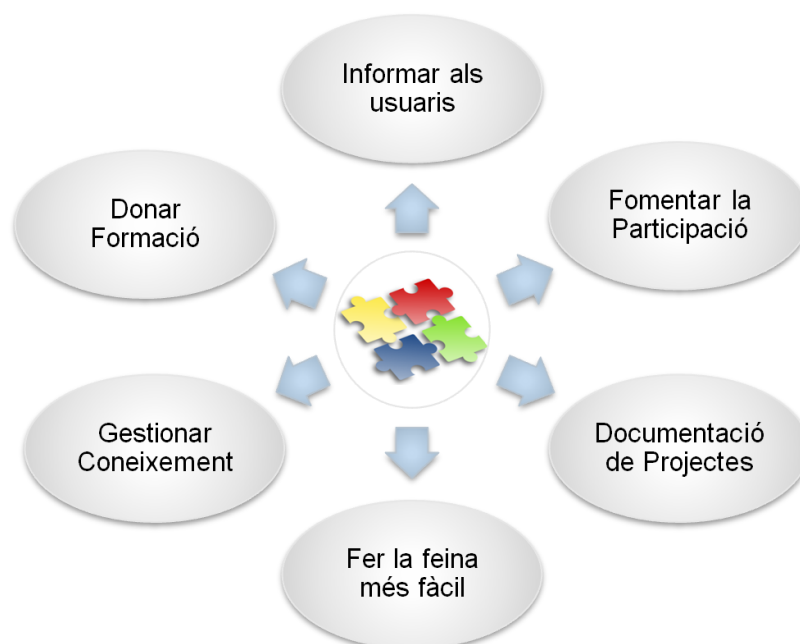 Informar als
usuaris
Fomentar la
Participació
Documentació
de Projectes
Fer la feina
més fàcil
Gestionar
Coneixement
Donar
Formació